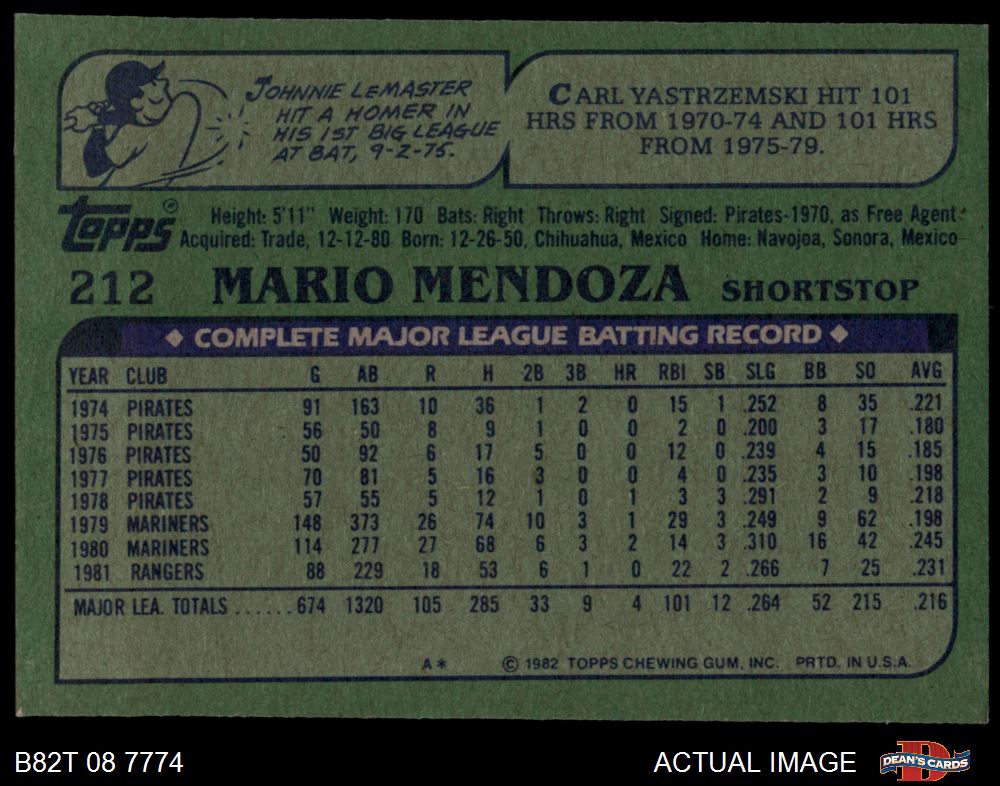 JOHNNIE LEMASTER
HIT A HOMER IN
HIS 1ST BIG LEAGUE
AT BAT, 9-2-75.
CARL YASTRZEMSKI HIT 101
HRS FROM 1970-74 AND 101 HRS
FROM 1975-79.
topps®
Height: 5'11" Weight: 170 Bats: Right Throws: Right Signed: Pirates-1970, as Free Agent
Acquired: Trade, 12-12-80 Born: 12-26-50, Chihuahua, Mexico Home: Navojoa, Sonora, Mexico
212 MARIO MENDOZA SHORTSTOP
◆ COMPLETE MAJOR LEAGUE BATTING RECORD ◆
YEAR CLUB G AB R H 2B 3B HR RBI SB SLG BB SO AVG
1974 PIRATES 91 163 10 36 1 2 0 15 1 .252 8 35 .221
1975 PIRATES 56 50 8 9 1 0 0 2 0 .200 3 17 .180
1976 PIRATES 50 92 6 17 5 0 0 12 0 .239 4 15 .185
1977 PIRATES 70 81 5 16 3 0 0 4 0 .235 3 10 .198
1978 PIRATES 57 55 5 12 1 0 1 3 3 .291 2 9 .218
1979 MARINERS 148 373 26 74 10 3 1 29 3 .249 9 62 .198
1980 MARINERS 114 277 27 68 6 3 2 14 3 .310 16 42 .245
1981 RANGERS 88 229 18 53 6 1 0 22 2 .266 7 25 .231
MAJOR LEA. TOTALS ......674 1320 105 285 33 9 4 101 12 .264 52 215 .216
A* © 1982 TOPPS CHEWING GUM, INC. PRTD. IN U.S.A.
B82T 08 7774 ACTUAL IMAGE DEAN'S CARDS